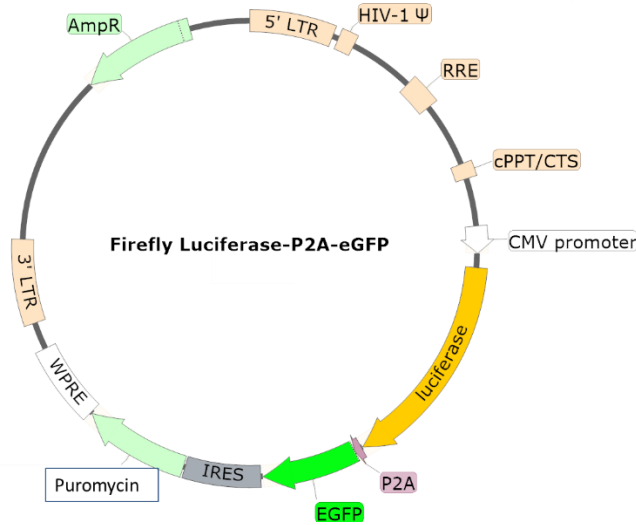 AmpR
5' LTR
HIV-1 Ψ
RRE
cPPT/CTS
CMV promoter
Firefly Luciferase-P2A-eGFP
luciferase
P2A
EGFP
IRES
Puromycin
WPRE
3' LTR